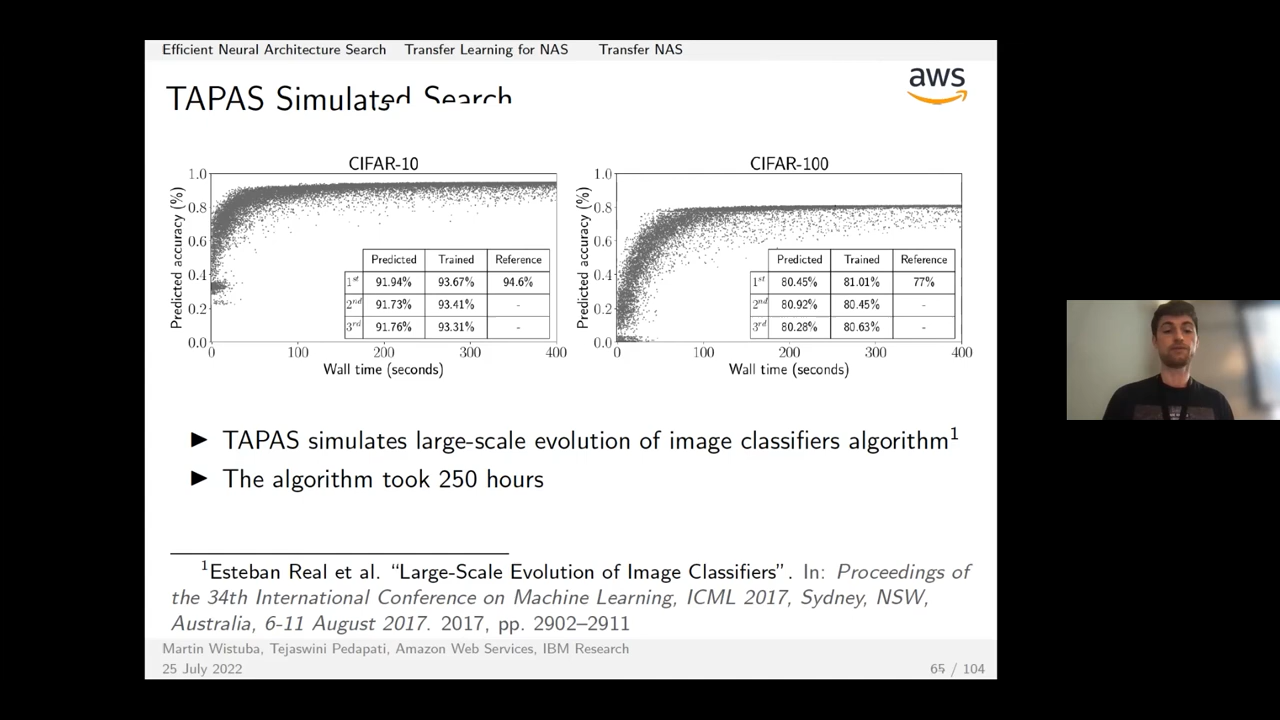 Efficient Neural Architecture Search Transfer Learning for NAS Transfer NAS
TAPAS Simulated Search
aws
CIFAR-10
Predicted accuracy (%)
1.0
0.8
0.6
0.4
0.2
0.0
0 100 200 300 400
Wall time (seconds)
Predicted Trained Reference
1st 91.94% 93.67% 94.6%
2nd 91.73% 93.41% -
3rd 91.76% 93.31% -
CIFAR-100
Predicted accuracy (%)
1.0
0.8
0.6
0.4
0.2
0.0
0 100 200 300 400
Wall time (seconds)
Predicted Trained Reference
1st 80.45% 81.01% 77%
2nd 80.92% 80.45% -
3rd 80.28% 80.63% -
▶ TAPAS simulates large-scale evolution of image classifiers algorithm1
▶ The algorithm took 250 hours
1Esteban Real et al. “Large-Scale Evolution of Image Classifiers”. In: Proceedings of
the 34th International Conference on Machine Learning, ICML 2017, Sydney, NSW,
Australia, 6-11 August 2017. 2017, pp. 2902–2911
Martin Wistuba, Tejaswini Pedapati, Amazon Web Services, IBM Research
25 July 2022
/ 104